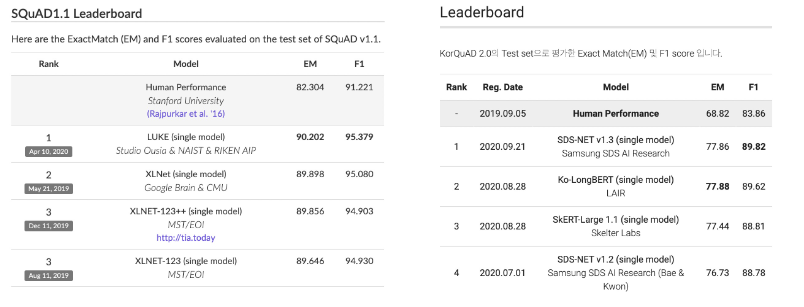 SQuAD1.1 Leaderboard
Here are the ExactMatch (EM) and F1 scores evaluated on the test set of SQuAD v1.1.
Rank Model EM F1
Human Performance 82.304 91.221
Stanford University
(Rajpurkar et al. '16)
1 LUKE (single model) 90.202 95.379
Apr 10, 2020 Studio Ousia & NAIST & RIKEN AIP
2 XLNet (single model) 89.898 95.080
May 21, 2019 Google Brain & CMU
3 XLNET-123++ (single model) 89.856 94.903
Dec 11, 2019 MST/EOI
http://tia.today
3 XLNET-123 (single model) 89.646 94.930
Aug 11, 2019 MST/EOI
Leaderboard
KorQuAD 2.0의 Test set으로 평가한 Exact Match(EM) 및 F1 score 입니다.
Rank Reg. Date Model EM F1
- 2019.09.05 Human Performance 68.82 83.86
1 2020.09.21 SDS-NET v1.3 (single model) 77.86 89.82
Samsung SDS AI Research
2 2020.08.28 Ko-LongBERT (single model) 77.88 89.62
LAIR
3 2020.08.28 SkERT-Large 1.1 (single model) 77.44 88.81
Skelter Labs
4 2020.07.01 SDS-NET v1.2 (single model) 76.73 88.78
Samsung SDS AI Research (Bae &
Kwon)